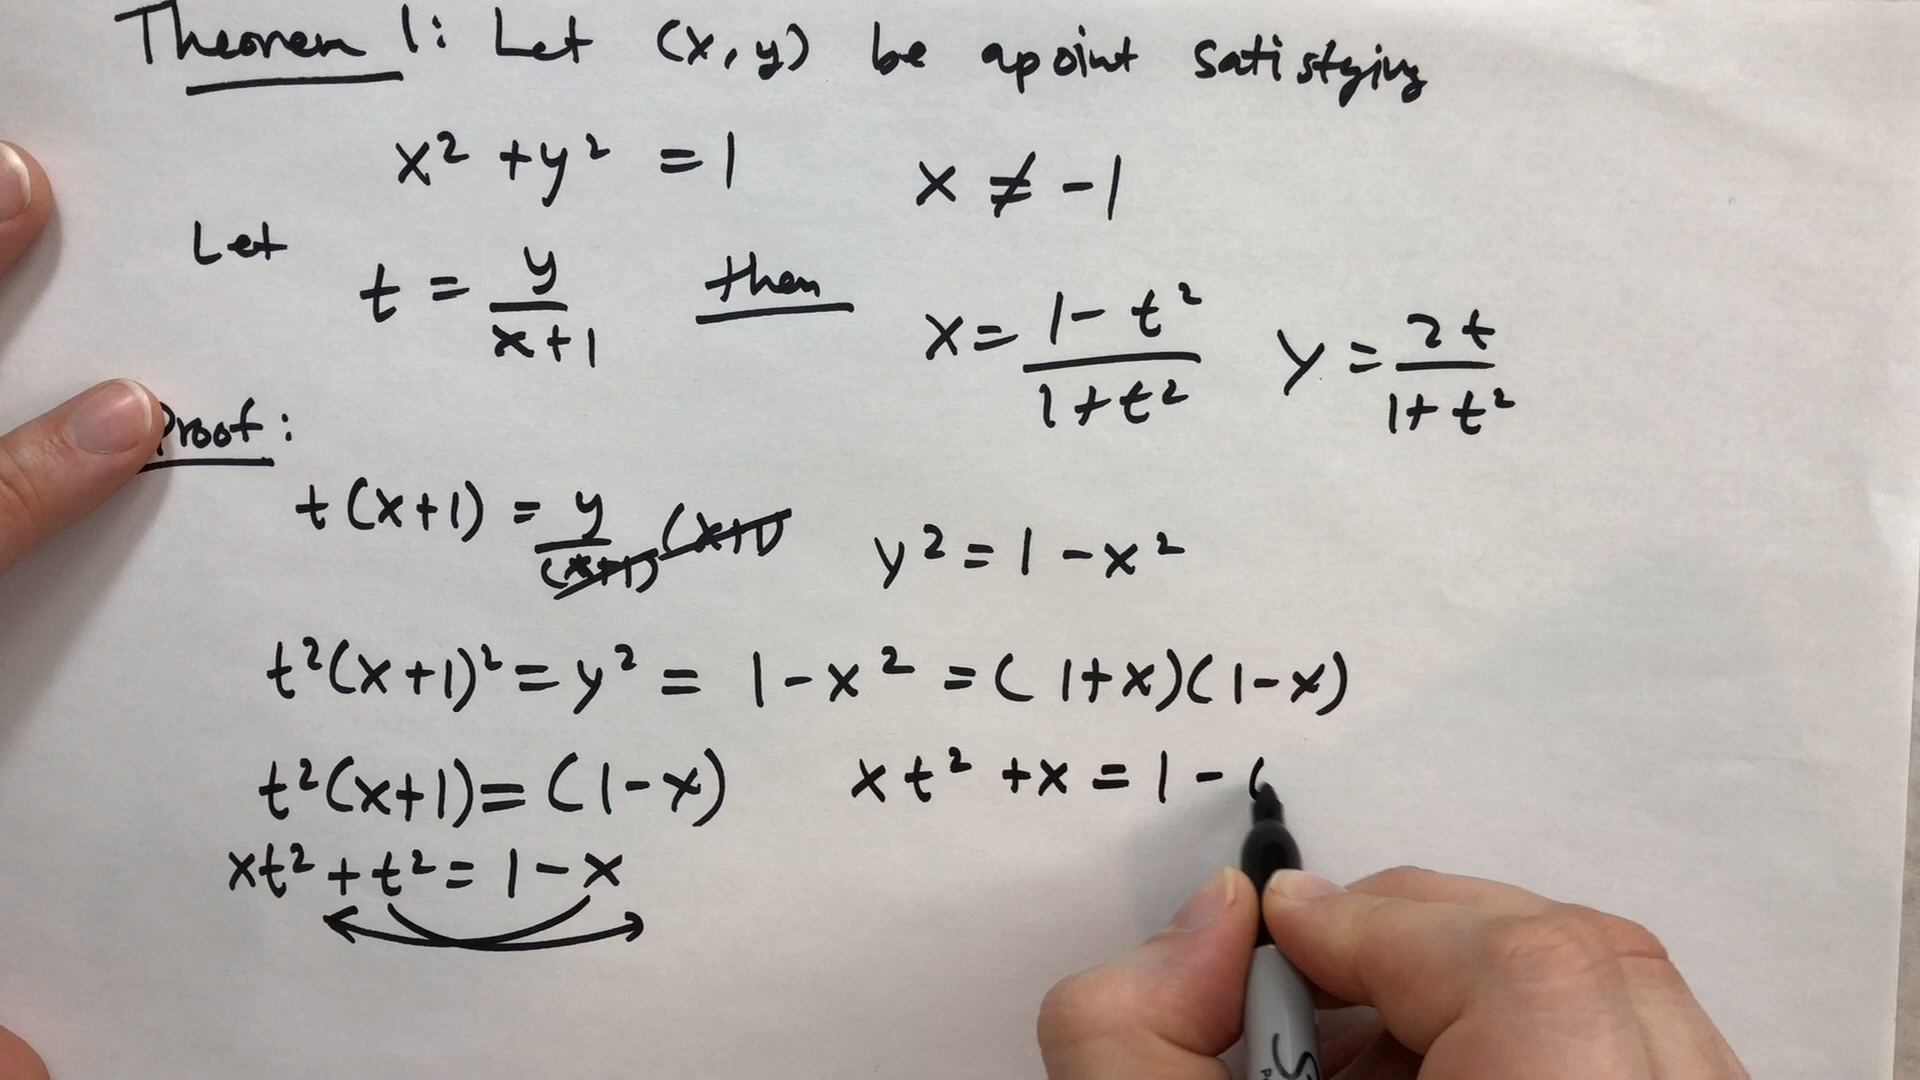 Theorem 1: Let (x, y) be a point satisfying
x² + y² = 1 x ≠ -1
Let t = y/(x+1) then x = (1 - t²)/(1 + t²) y = 2t/(1 + t²)
Proof:
t(x+1) = y/(x+1) (x+1) y² = 1 - x²
t²(x+1)² = y² = 1 - x² = (1+x)(1-x)
t²(x+1) = (1-x) xt² + x = 1 -
xt² + t² = 1 - x